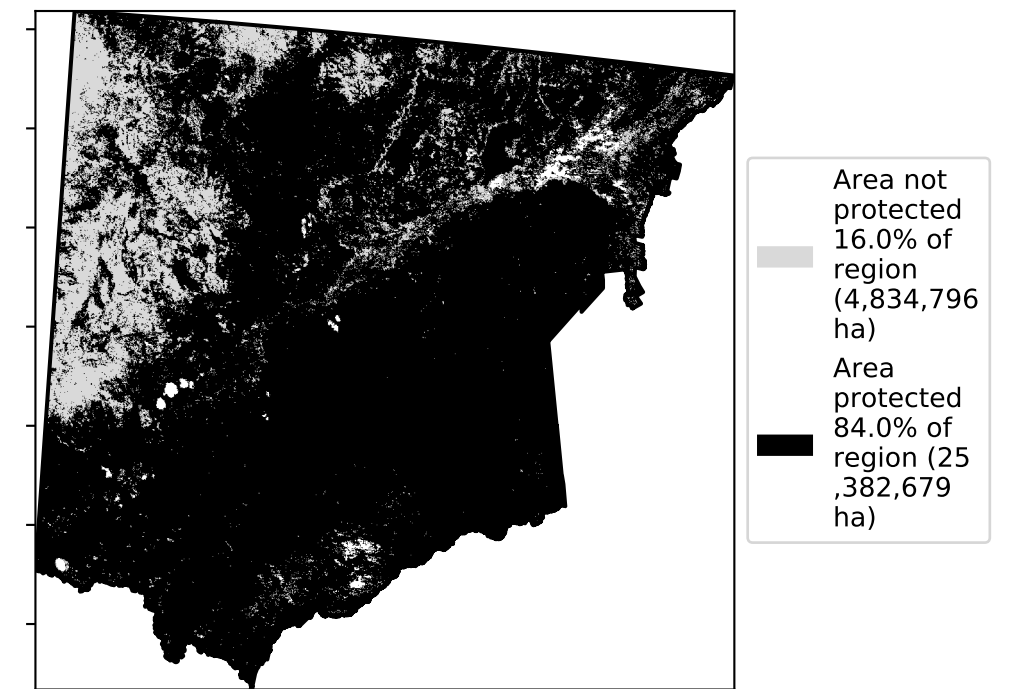 Area not
protected
16.0% of
region
(4,834,796
ha)
Area
protected
84.0% of
region (25
,382,679
ha)